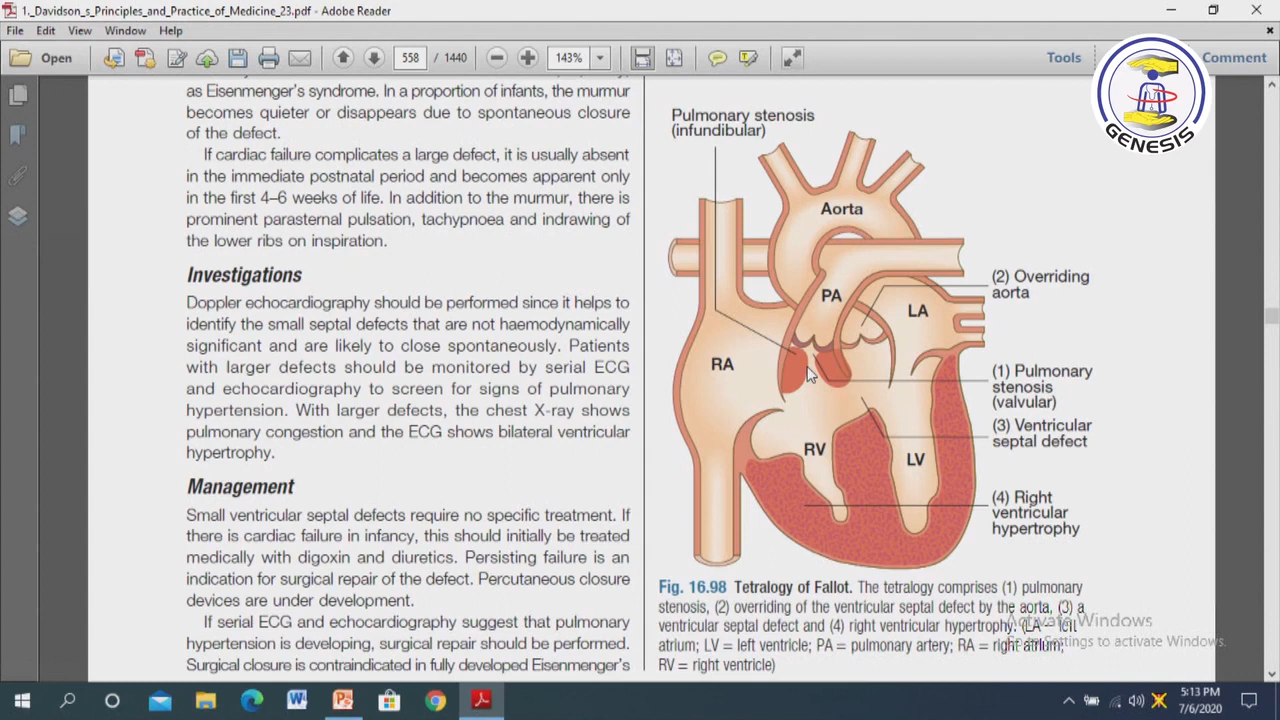 1._Davidson_s_Principles_and_Practice_of_Medicine_23.pdf - Adobe Reader
File Edit View Window Help
Open
558 / 1440
143%
Tools
Comment
GENESIS
as Eisenmenger's syndrome. In a proportion of infants, the murmur
becomes quieter or disappears due to spontaneous closure
of the defect.
If cardiac failure complicates a large defect, it is usually absent
in the immediate postnatal period and becomes apparent only
in the first 4–6 weeks of life. In addition to the murmur, there is
prominent parasternal pulsation, tachypnoea and indrawing of
the lower ribs on inspiration.
Investigations
Doppler echocardiography should be performed since it helps to
identify the small septal defects that are not haemodynamically
significant and are likely to close spontaneously. Patients
with larger defects should be monitored by serial ECG
and echocardiography to screen for signs of pulmonary
hypertension. With larger defects, the chest X-ray shows
pulmonary congestion and the ECG shows bilateral ventricular
hypertrophy.
Management
Small ventricular septal defects require no specific treatment. If
there is cardiac failure in infancy, this should initially be treated
medically with digoxin and diuretics. Persisting failure is an
indication for surgical repair of the defect. Percutaneous closure
devices are under development.
If serial ECG and echocardiography suggest that pulmonary
hypertension is developing, surgical repair should be performed.
Surgical closure is contraindicated in fully developed Eisenmenger's
Pulmonary stenosis
(infundibular)
Aorta
(2) Overriding
aorta
PA
LA
RA
(1) Pulmonary
stenosis
(valvular)
(3) Ventricular
septal defect
RV
LV
(4) Right
ventricular
hypertrophy
Fig. 16.98 Tetralogy of Fallot. The tetralogy comprises (1) pulmonary
stenosis, (2) overriding of the ventricular septal defect by the aorta, (3) a
ventricular septal defect and (4) right ventricular hypertrophy. (LA = left
atrium; LV = left ventricle; PA = pulmonary artery; RA = right atrium;
RV = right ventricle)
Activate Windows
Go to Settings to activate Windows.
5:13 PM
7/6/2020